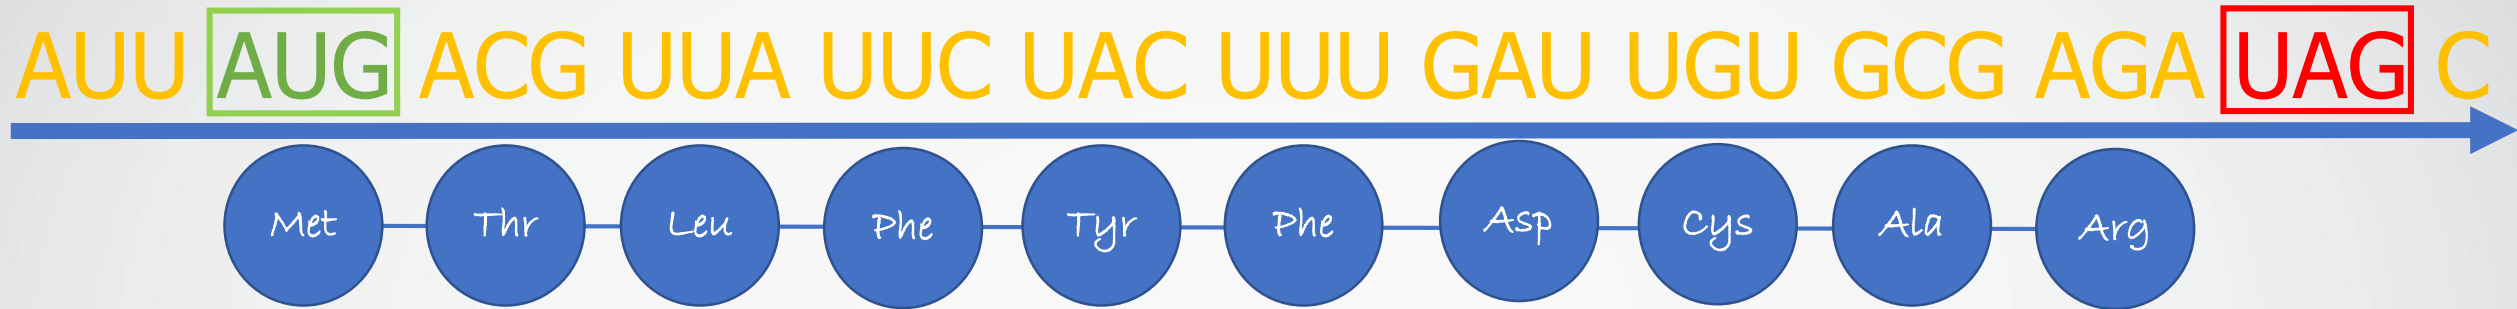 AUU AUG ACG UUA UUC UAC UUU GAU UGU GCG AGA UAG C
Met Thr Leu Phe Tyr Phe Asp Cys Ala Arg